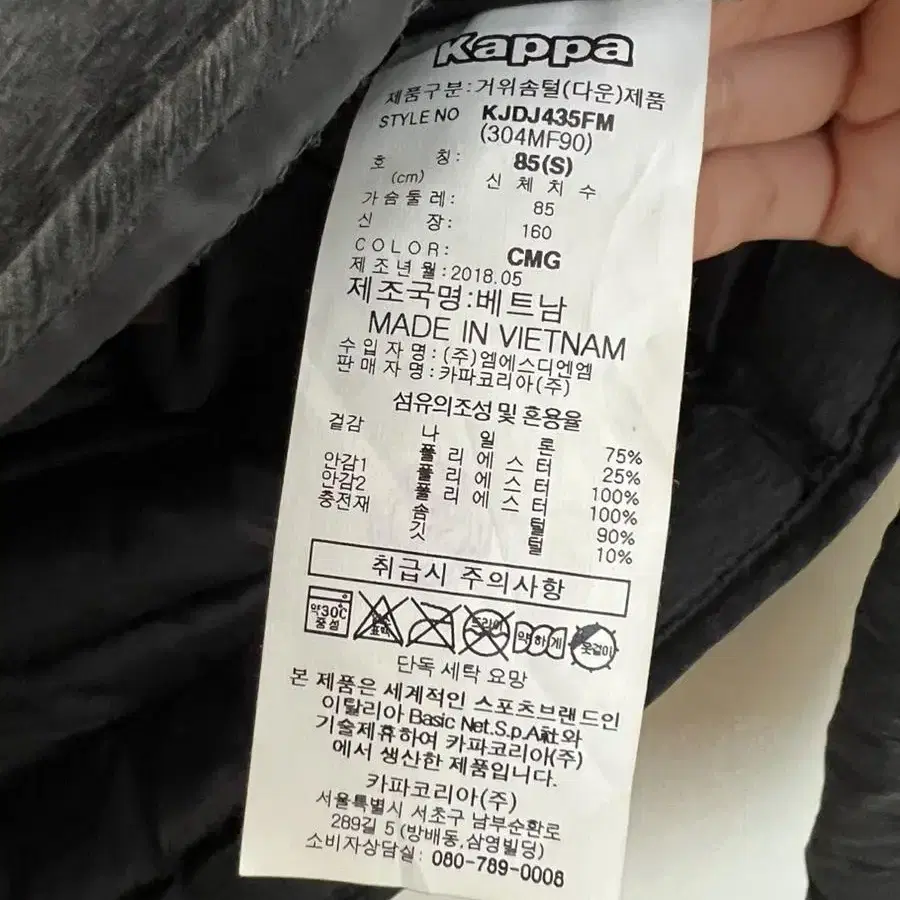 Kappa
제품구분:거위솜털(다운)제품
STYLE NO KJDJ435FM
(304MF90)
호 칭: 85(S)
(cm) 신 체 치 수
가슴둘레: 85
신 장: 160
COLOR: CMG
제조년월:2018.05
제조국명:베트남
MADE IN VIETNAM
수입자명:(주)엠에스디엔엠
판매자명:카파코리아(주)
섬유의조성 및 혼용율
겉감 나 일 론 75%
폴 리 에 스 터 25%
안감1 폴 리 에 스 터 100%
안감2 폴 리 에 스 터 100%
충전재 솜 털 90%
깃 털 10%
취급시 주의사항
약30℃ 중성 표백 드라이 약하게 옷걸이
단독 세탁 요망
본 제품은 세계적인 스포츠브랜드인
이탈리아 Basic Net.S.p.A社와
기술제휴하여 카파코리아(주)
에서 생산한 제품입니다.
카파코리아(주)
서울특별시 서초구 남부순환로
289길 5 (방배동,삼영빌딩)
소비자상담실: 080-789-0008